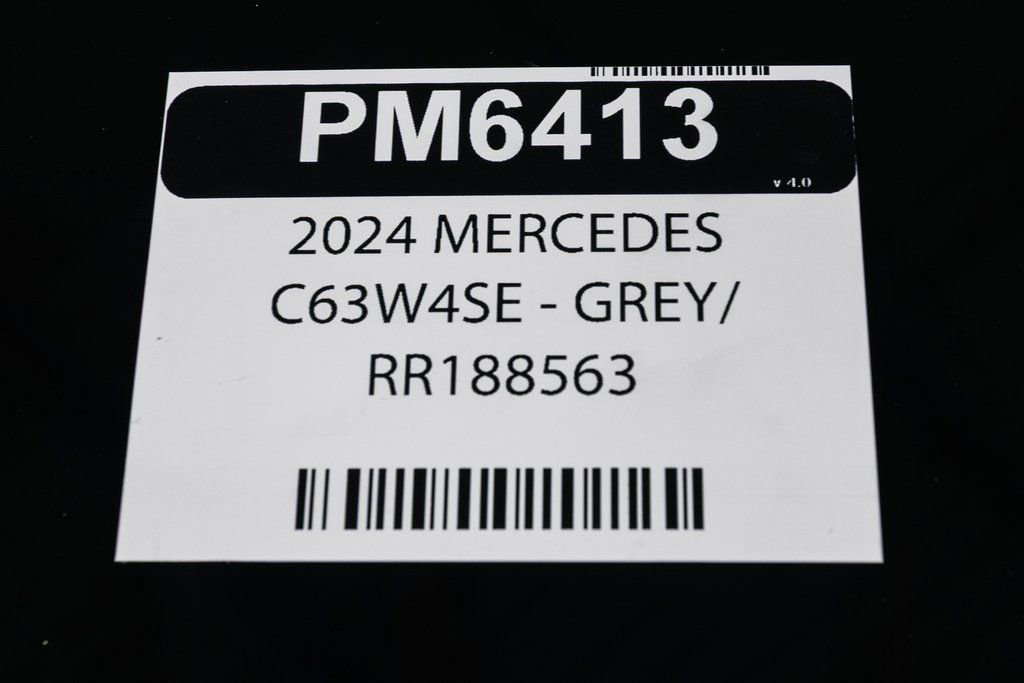 PM6413
v 4.0
2024 MERCEDES
C63W4SE - GREY/
RR188563